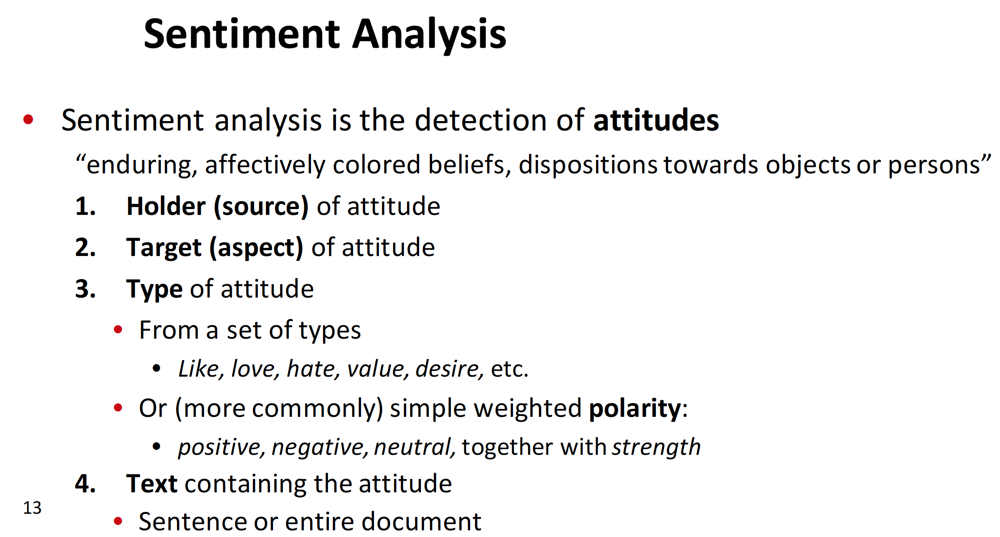 Sentiment Analysis
• Sentiment analysis is the detection of attitudes
“enduring, affectively colored beliefs, dispositions towards objects or persons”
1. Holder (source) of attitude
2. Target (aspect) of attitude
3. Type of attitude
• From a set of types
• Like, love, hate, value, desire, etc.
• Or (more commonly) simple weighted polarity:
• positive, negative, neutral, together with strength
4. Text containing the attitude
13
• Sentence or entire document